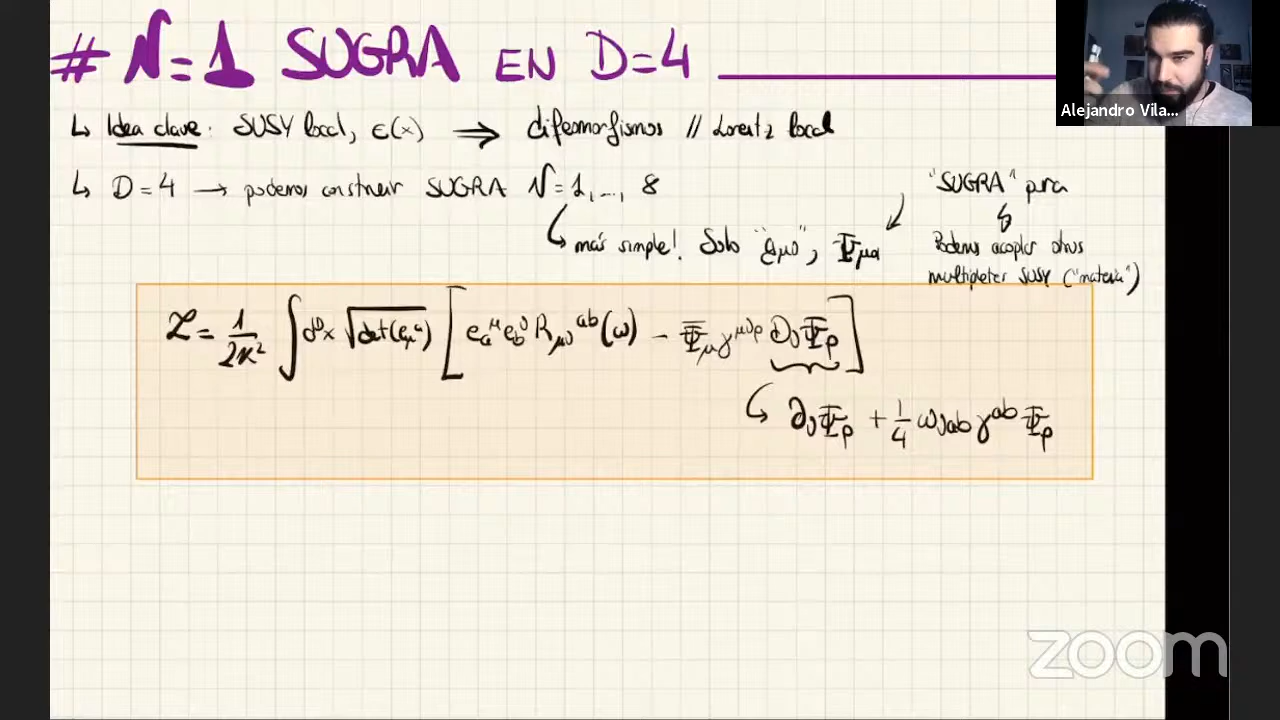 # N=1 SUGRA EN D=4
Alejandro Vila...
↳ Idea clave: SUSY local, ϵ(x) ⟹ difeomorfismos // Lorentz local
↳ D=4 → podemos construir SUGRA N=1,..., 8
"SUGRA" pura
↳ más simple! Solo "g_μν", Ψ_μα
Podemos acoplar otros
multipletes SUSY ("materia")
ℒ = 1/2κ² ∫ d^D x √det(e_μ^a) [ e_a^μ e_b^ν R_μν^ab(ω) - Ψ̄_μ γ^μνρ D_ν Ψ_ρ ]
↳ ∂_ν Ψ_ρ + 1/4 ω_νab γ^ab Ψ_ρ
zoom